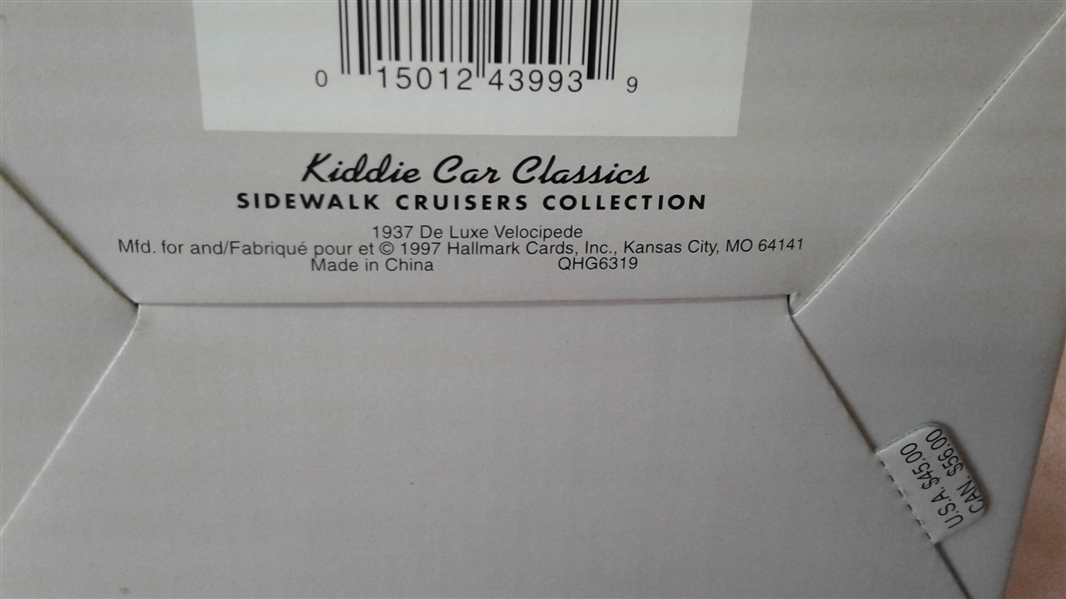 0 15012 43993 9
Kiddie Car Classics
SIDEWALK CRUISERS COLLECTION
1937 De Luxe Velocipede
Mfd. for and/Fabriqué pour et © 1997 Hallmark Cards, Inc., Kansas City, MO 64141
Made in China QHG6319
U.S.A. $45.00
CAN. $56.00